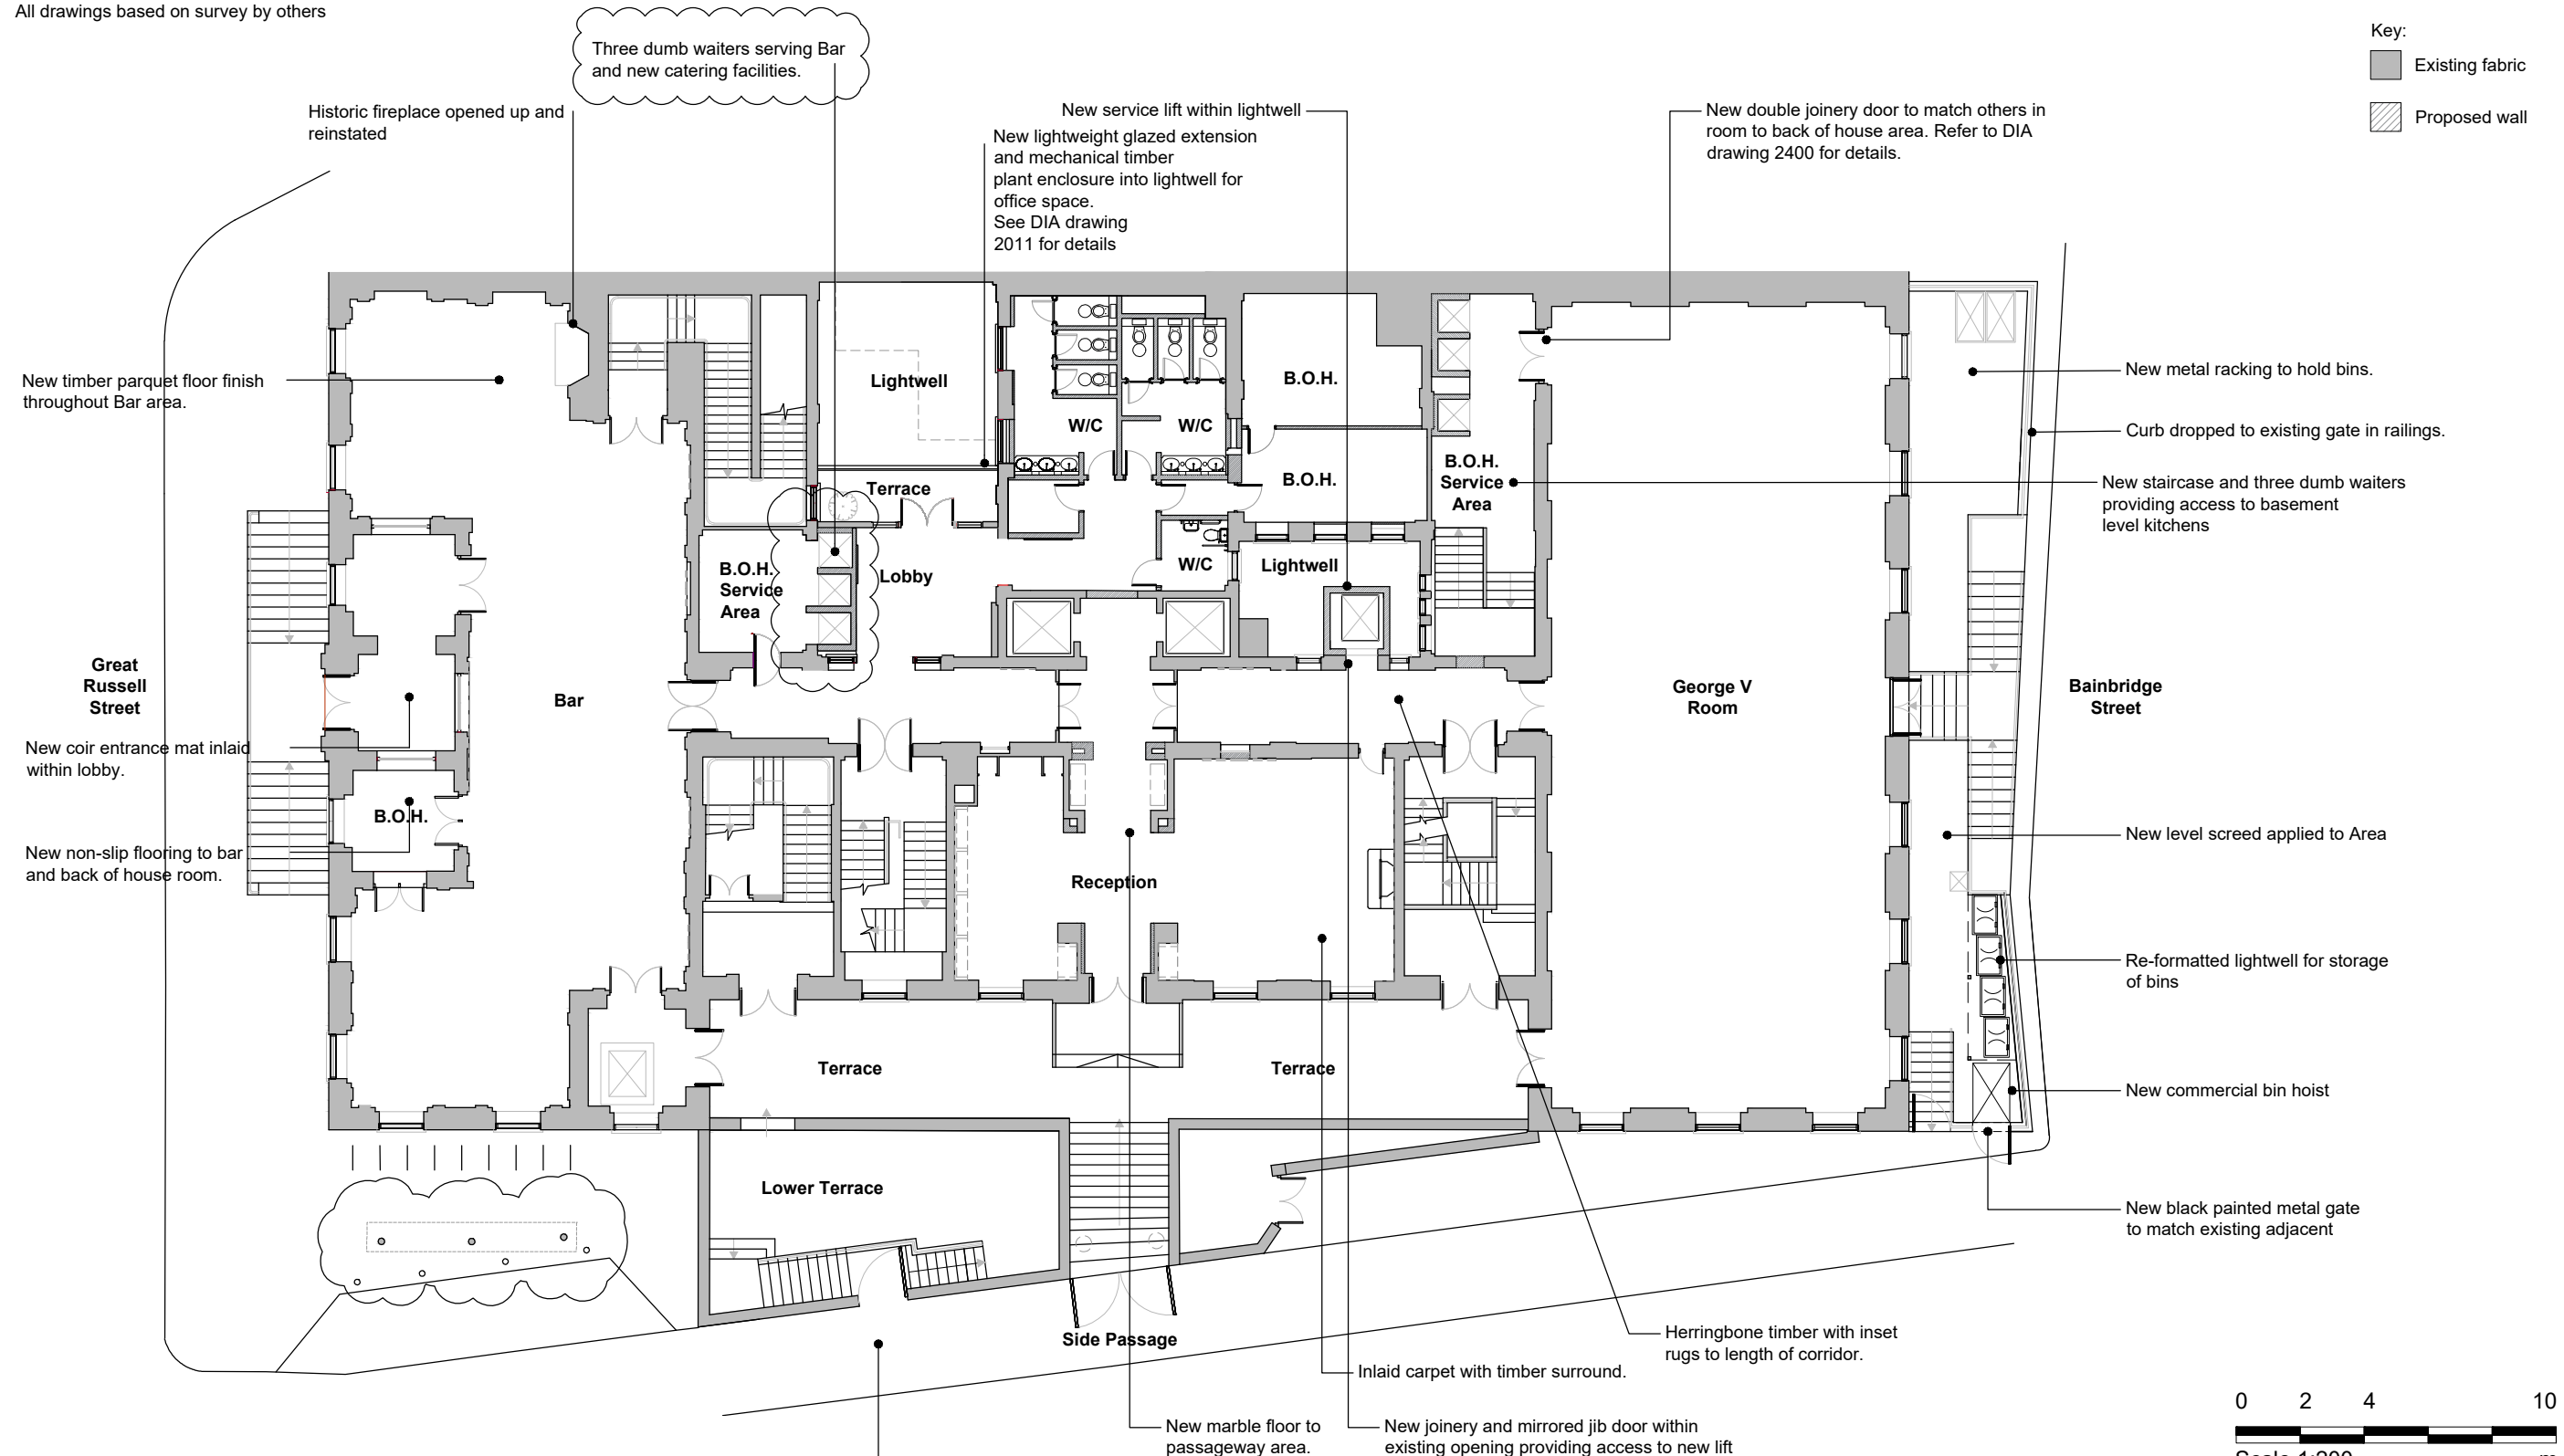 All drawings based on survey by others
Three dumb waiters serving Bar
and new catering facilities.
Key:
Existing fabric
Proposed wall
Historic fireplace opened up and
reinstated
New service lift within lightwell
New lightweight glazed extension
and mechanical timber
plant enclosure into lightwell for
office space.
See DIA drawing
2011 for details
New double joinery door to match others in
room to back of house area. Refer to DIA
drawing 2400 for details.
New timber parquet floor finish
throughout Bar area.
Lightwell
W/C
W/C
B.O.H.
B.O.H.
B.O.H.
Service
Area
New metal racking to hold bins.
Curb dropped to existing gate in railings.
New staircase and three dumb waiters
providing access to basement
level kitchens
Terrace
B.O.H.
Service
Area
Lobby
W/C
Lightwell
Great
Russell
Street
Bar
George V
Room
Bainbridge
Street
New coir entrance mat inlaid
within lobby.
B.O.H.
New non-slip flooring to bar
and back of house room.
Reception
New level screed applied to Area
Re-formatted lightwell for storage
of bins
Terrace
Terrace
New commercial bin hoist
Lower Terrace
New black painted metal gate
to match existing adjacent
Side Passage
Herringbone timber with inset
rugs to length of corridor.
Inlaid carpet with timber surround.
New marble floor to
passageway area.
New joinery and mirrored jib door within
existing opening providing access to new lift
0 2 4 10
Scale 1:200 m